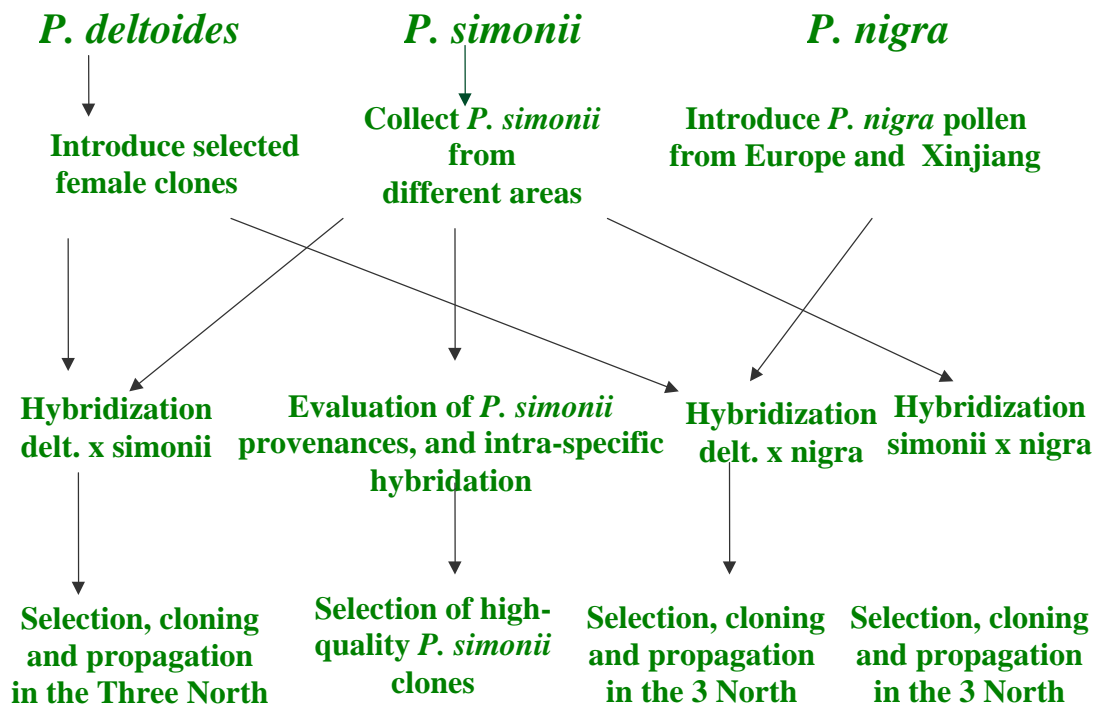 P. deltoides
P. simonii
P. nigra
Introduce selected
female clones
Collect P. simonii
from
different areas
Introduce P. nigra pollen
from Europe and Xinjiang
Hybridization
delt. x simonii
Evaluation of P. simonii
provenances, and intra-specific
hybridation
Hybridization
delt. x nigra
Hybridization
simonii x nigra
Selection, cloning
and propagation
in the Three North
Selection of high-
quality P. simonii
clones
Selection, cloning
and propagation
in the 3 North
Selection, cloning
and propagation
in the 3 North